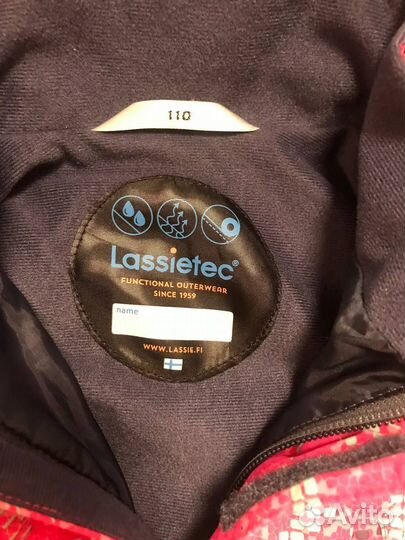 110
Lassietec®
FUNCTIONAL OUTERWEAR
SINCE 1959
name
WWW.LASSIE.FI
Avito